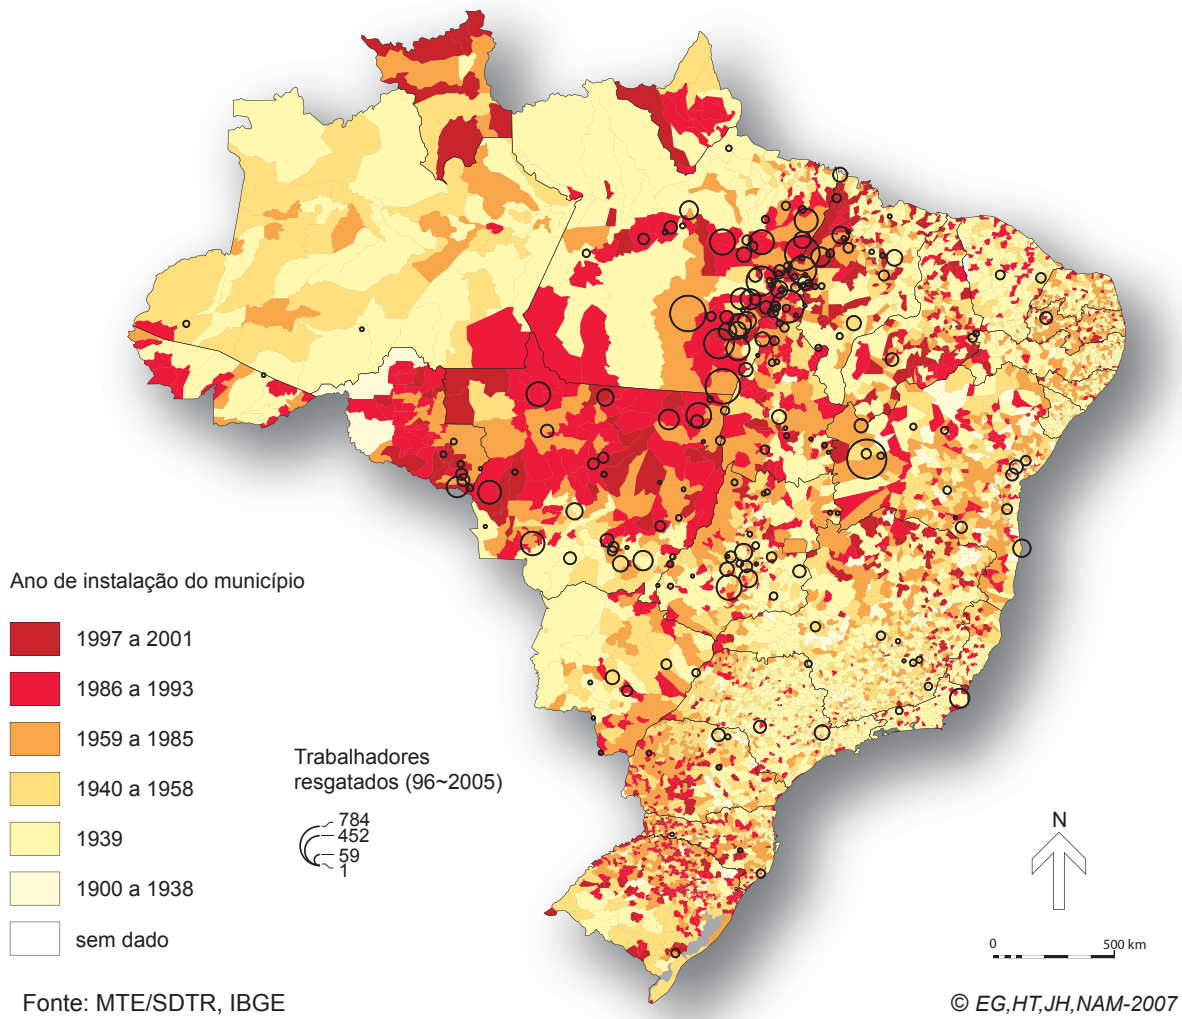 Ano de instalação do município
1997 a 2001
1986 a 1993
1959 a 1985
1940 a 1958
1939
1900 a 1938
sem dado
Trabalhadores
resgatados (96~2005)
784
452
59
1
N
0 500 km
Fonte: MTE/SDTR, IBGE
© EG,HT,JH,NAM-2007